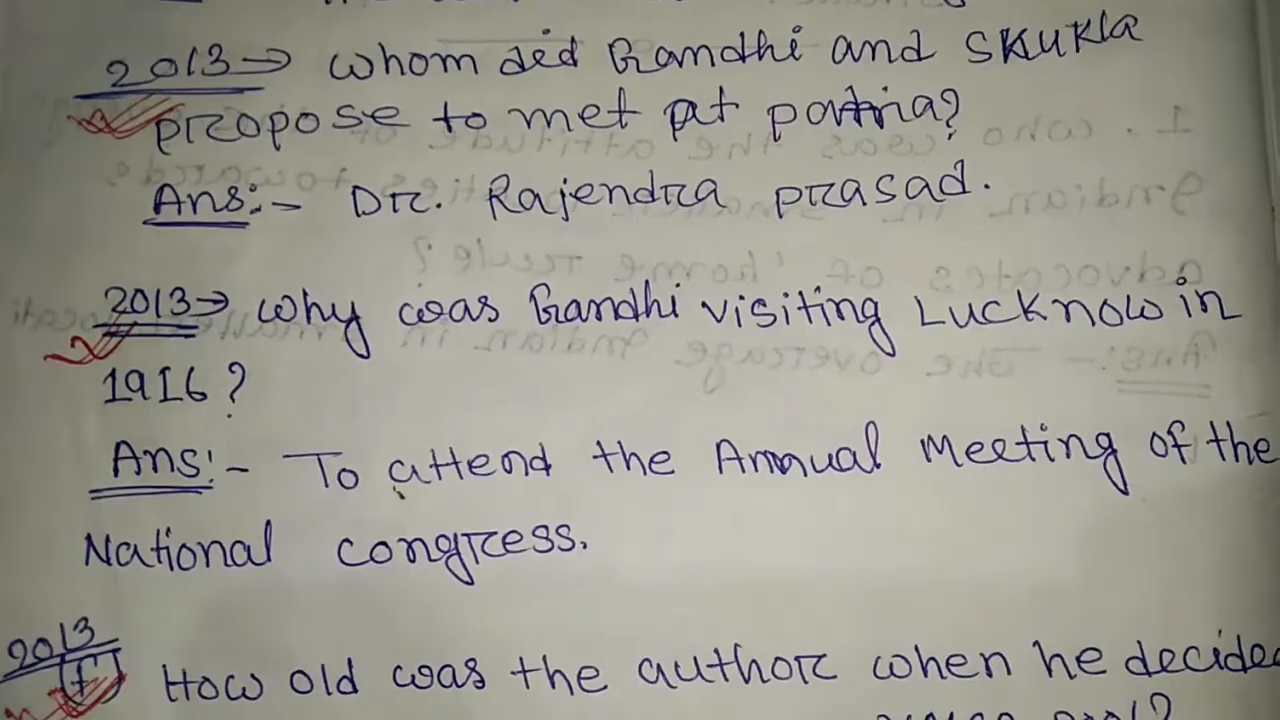 2013→ Whom did Gandhi and SKUKla
propose to met at patna?
Ans:- Dr. Rajendra prasad.
2013→ Why was Gandhi visiting Lucknow in
1916?
Ans:- To attend the Annual Meeting of the
National congress.
2013
How old was the author when he decided